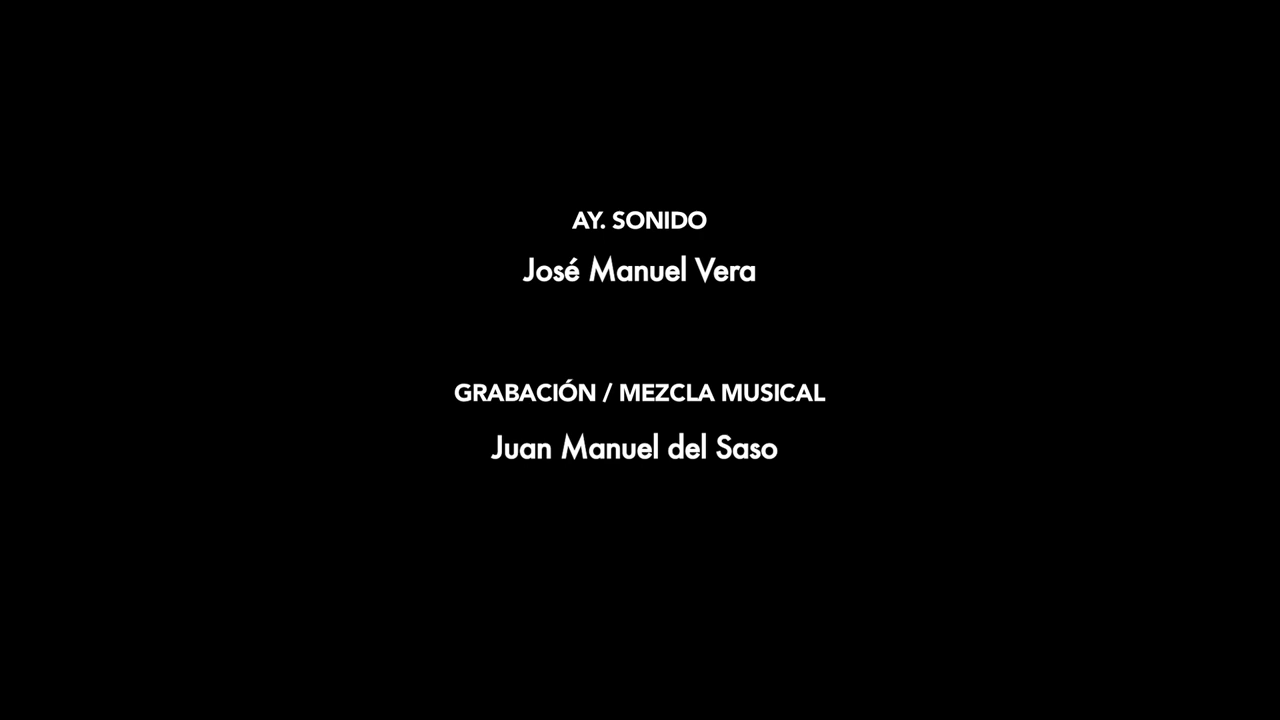 AY. SONIDO
José Manuel Vera
GRABACIÓN / MEZCLA MUSICAL
Juan Manuel del Saso